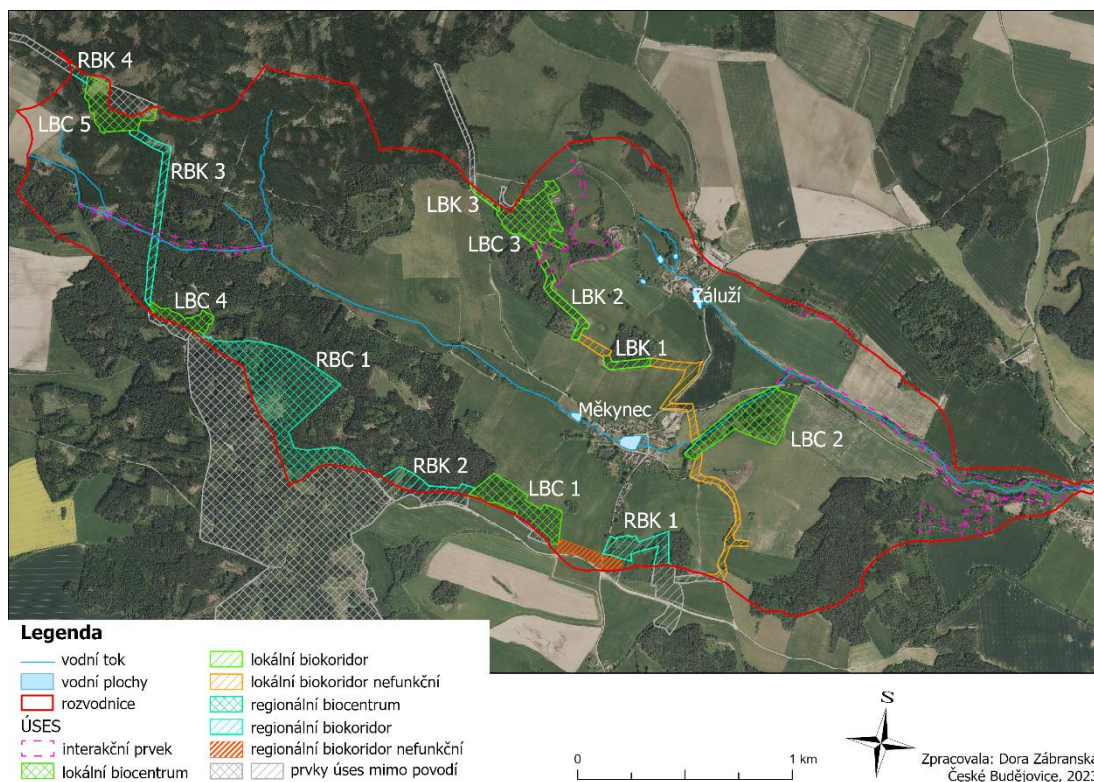 RBK 4
LBC 5
RBK 3
LBK 3
LBC 3
LBK 2
Záluží
LBC 4
LBK 1
RBC 1
Měkynec
LBC 2
RBK 2
LBC 1
RBK 1
Legenda
vodní tok
vodní plochy
rozvodnice
ÚSES
interakční prvek
lokální biocentrum
lokální biokoridor
lokální biokoridor nefunkční
regionální biocentrum
regionální biokoridor
regionální biokoridor nefunkční
prvky úses mimo povodí
0 1 km
S
Zpracovala: Dora Zábranská
České Budějovice, 2023